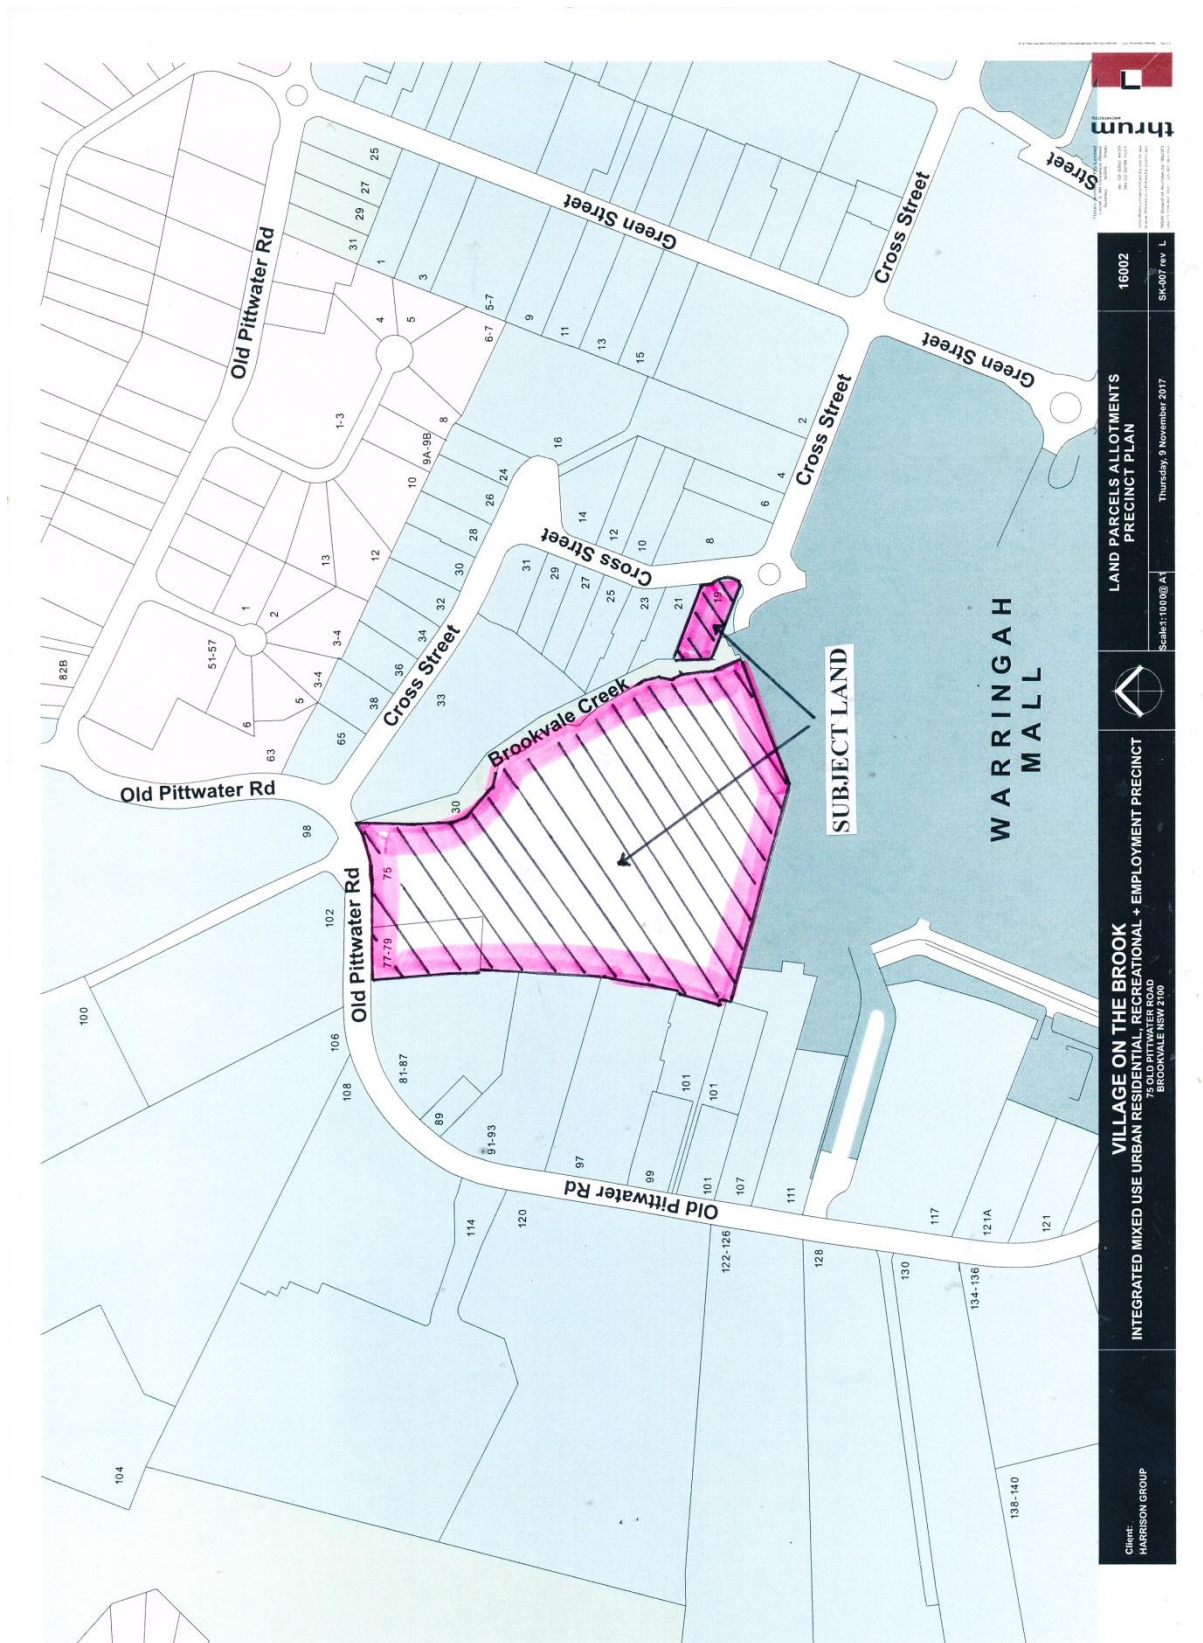 thrum
ARCHITECTS
16002
SK-007 rev L
LAND PARCELS ALLOTMENTS
PRECINCT PLAN
Thursday, 9 November 2017
Scale1:1000@ A1
VILLAGE ON THE BROOK
INTEGRATED MIXED USE URBAN RESIDENTIAL, RECREATIONAL + EMPLOYMENT PRECINCT
75 OLD PITTWATER ROAD
BROOKVALE NSW 2100
Client:
HARRISON GROUP
WARRINGAH
MALL
SUBJECT LAND
Old Pittwater Rd
Old Pittwater Rd
Old Pittwater Rd
Old Pittwater Rd
Green Street
Green Street
Cross Street
Cross Street
Cross Street
Cross Street
Street
Brookvale Creek
25
27
29
31
1
3
5-7
6-7
9
11
13
15
2
4
6
8
4
5
1-3
8
9A-9B
10
12
13
16
24
26
28
30
32
34
36
38
65
63
3-4
3-4
1
2
5
6
51-57
82B
14
12
10
31
29
27
25
23
21
19
33
30
98
75
77-79
102
100
106
108
81-87
89
91-93
97
99
101
101
101
107
111
117
121A
121
104
114
120
122-126
128
130
134-136
138-140